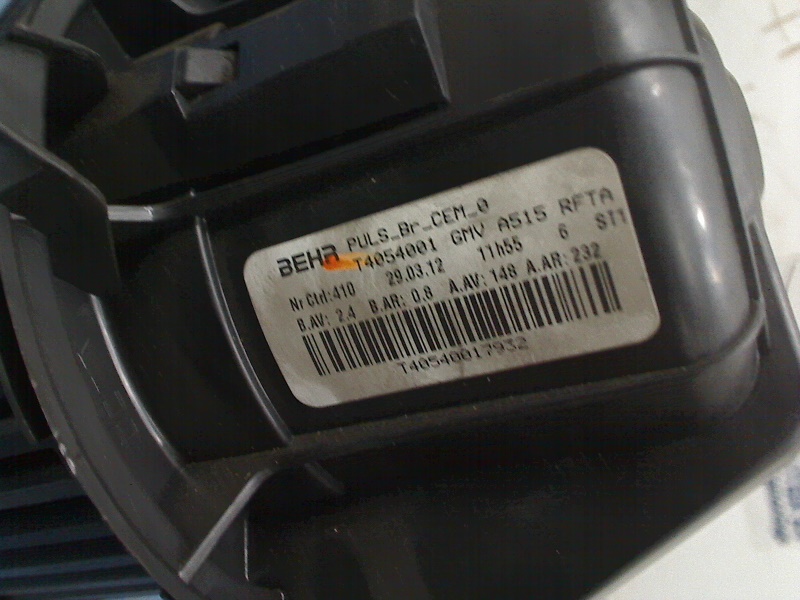 PULS_Br_CEM_0
BEHR T4054001 GMV A515 RFTA
Nr Ctrl:410 29.03.12 11h55 6 ST1
B.AV: 2.4 B.AR: 0.8 A.AV: 148 A.AR: 232
T40540017932